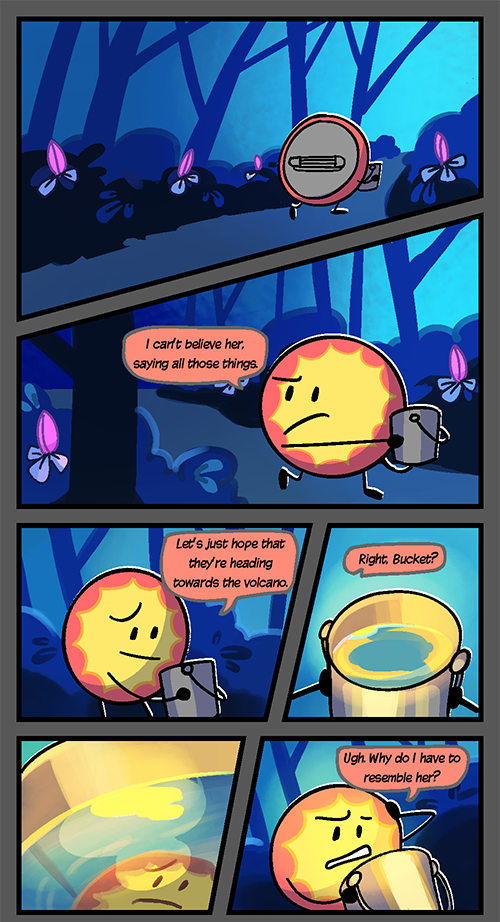 I can't believe her,
saying all those things.
Let's just hope that
they're heading
towards the volcano.
Right, Bucket?
Ugh. Why do I have to
resemble her?